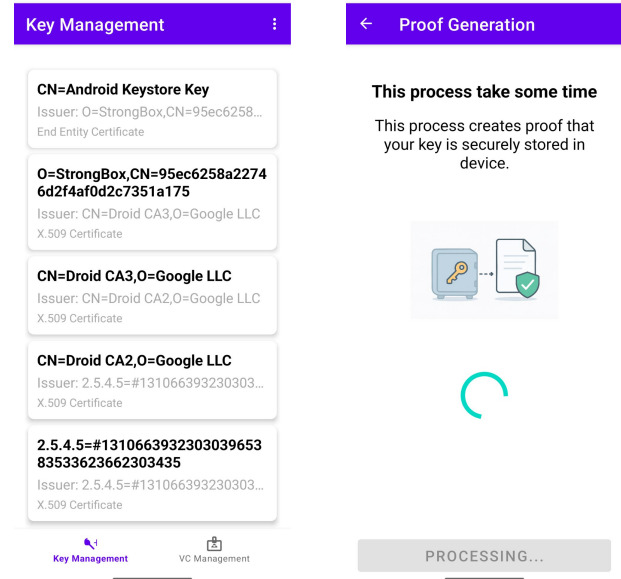 Key Management
CN=Android Keystore Key
Issuer: O=StrongBox,CN=95ec6258...
End Entity Certificate
O=StrongBox,CN=95ec6258a2274
6d2f4af0d2c7351a175
Issuer: CN=Droid CA3,O=Google LLC
X.509 Certificate
CN=Droid CA3,O=Google LLC
Issuer: CN=Droid CA2,O=Google LLC
X.509 Certificate
CN=Droid CA2,O=Google LLC
Issuer: 2.5.4.5=#131066393230303...
X.509 Certificate
2.5.4.5=#1310663932303039653
83533623662303435
Issuer: 2.5.4.5=#131066393230303...
X.509 Certificate
Key Management
VC Management
Proof Generation
This process take some time
This process creates proof that
your key is securely stored in
device.
PROCESSING...